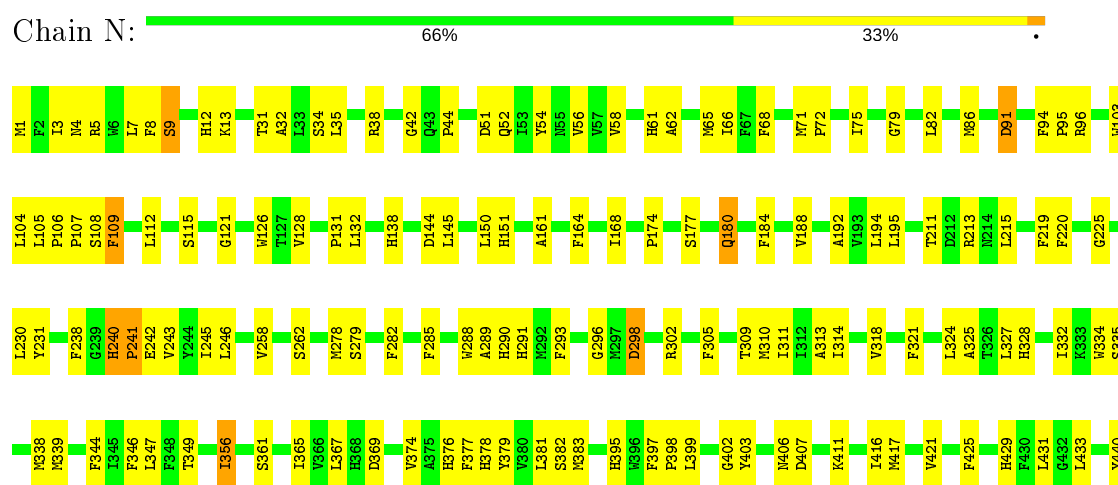 Chain N:
66% 33% •
M1 F2 I3 N4 R5 W6 L7 F8 S9 H12 K13 T31 A32 L33 S34 L35 R38 G42 Q43 P44 D51 Q52 I53 Y54 N55 V56 V57 V58 H61 A62 M65 I66 F67 F68 M71 P72 I75 G79 L82 M86 D91 F94 P95 R96 W103
L104 L105 P106 P107 S108 F109 L112 S115 G121 W126 T127 V128 P131 L132 H138 D144 L145 L150 H151 A161 F164 I168 P174 S177 Q180 F184 V188 A192 V193 L194 L195 T211 D212 R213 N214 L215 F219 F220 G225
L230 Y231 F238 G239 H240 P241 E242 V243 Y244 I245 L246 V258 S262 M278 S279 F282 F285 W288 A289 H290 H291 M292 F293 G296 M297 D298 R302 F305 T309 M310 I311 I312 A313 I314 V318 F321 L324 A325 T326 L327 H328 I332 K333 W334 S335
M338 M339 F344 I345 F346 L347 F348 T349 I356 S361 I365 V366 L367 H368 D369 V374 A375 H376 F377 H378 Y379 V380 L381 S382 M383 H395 W396 F397 P398 L399 G402 Y403 N406 D407 K411 I416 M417 V421 F425 H429 F430 L431 G432 L433 Y440